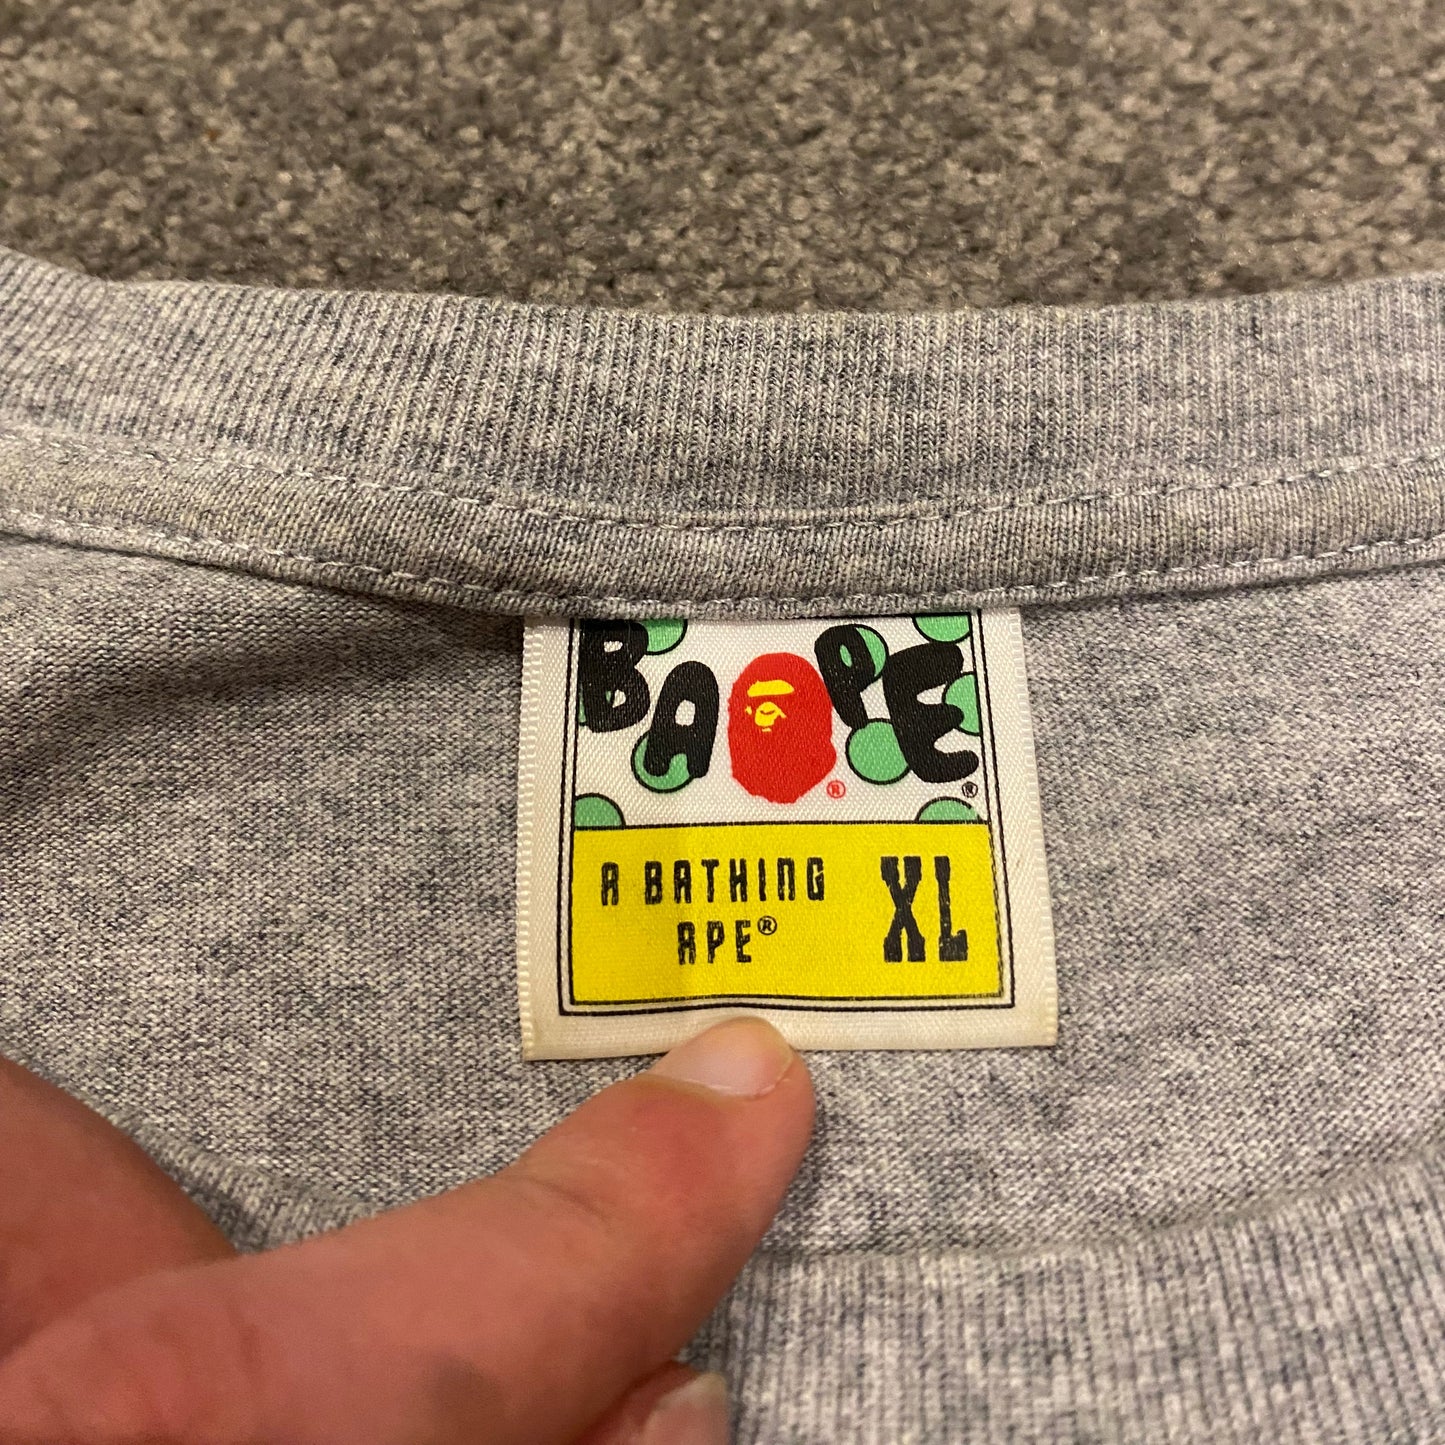 BAPE
® ®
A BATHING
APE® XL